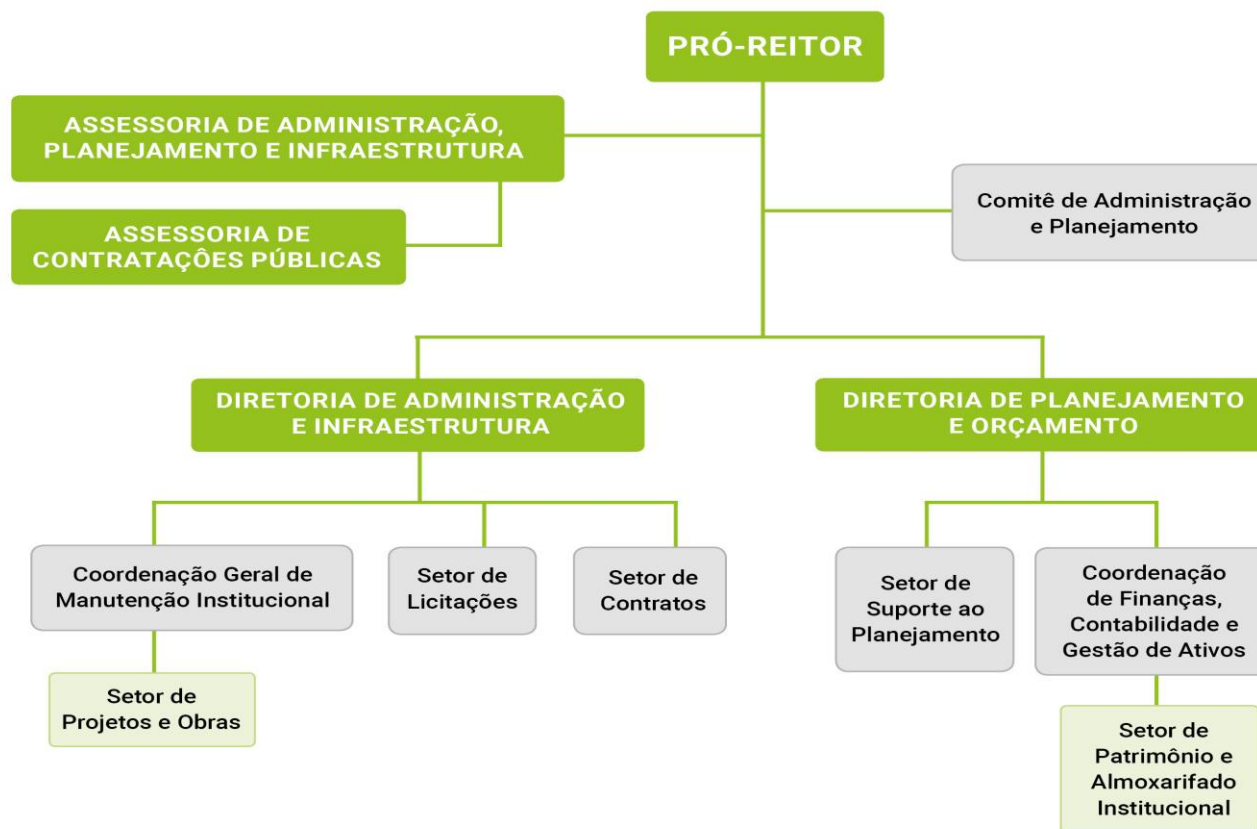 PRÓ-REITOR
ASSESSORIA DE ADMINISTRAÇÃO,
PLANEJAMENTO E INFRAESTRUTURA
Comitê de Administração
e Planejamento
ASSESSORIA DE
CONTRATAÇÔES PÚBLICAS
DIRETORIA DE ADMINISTRAÇÃO
E INFRAESTRUTURA
DIRETORIA DE PLANEJAMENTO
E ORÇAMENTO
Coordenação Geral de
Manutenção Institucional
Setor de
Licitações
Setor de
Contratos
Setor de
Suporte ao
Planejamento
Coordenação
de Finanças,
Contabilidade e
Gestão de Ativos
Setor de
Projetos e Obras
Setor de
Patrimônio e
Almoxarifado
Institucional